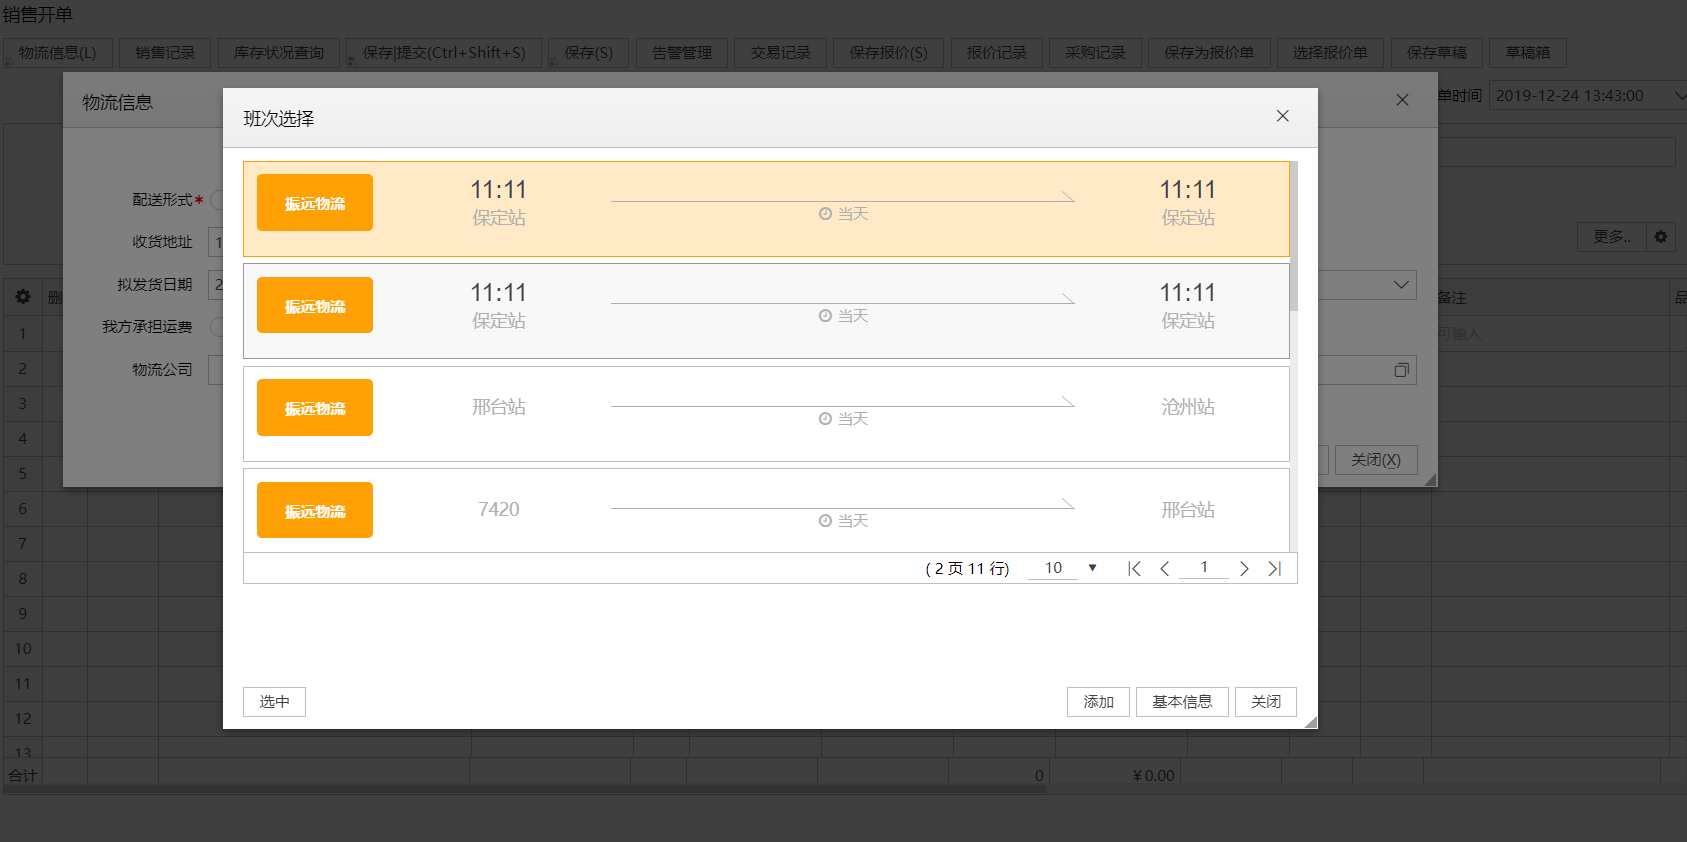 销售开单
物流信息(L) 销售记录 库存状况查询 保存|提交(Ctrl+Shift+S) 保存(S) 告警管理 交易记录 保存报价(S) 报价记录 采购记录 保存为报价单 选择报价单 保存草稿 草稿箱
物流信息
单时间 2019-12-24 13:43:00
班次选择
配送形式*
收货地址 1
拟发货日期 2
我方承担运费
物流公司
振远物流 11:11 保定站 当天 11:11 保定站
振远物流 11:11 保定站 当天 11:11 保定站
振远物流 邢台站 当天 沧州站
振远物流 7420 当天 邢台站
( 2 页 11 行) 10 1
选中 添加 基本信息 关闭
关闭(X)
更多..
删 备注 品
可输入
1
2
3
4
5
6
7
8
9
10
11
12
13
合计 0 ¥0.00